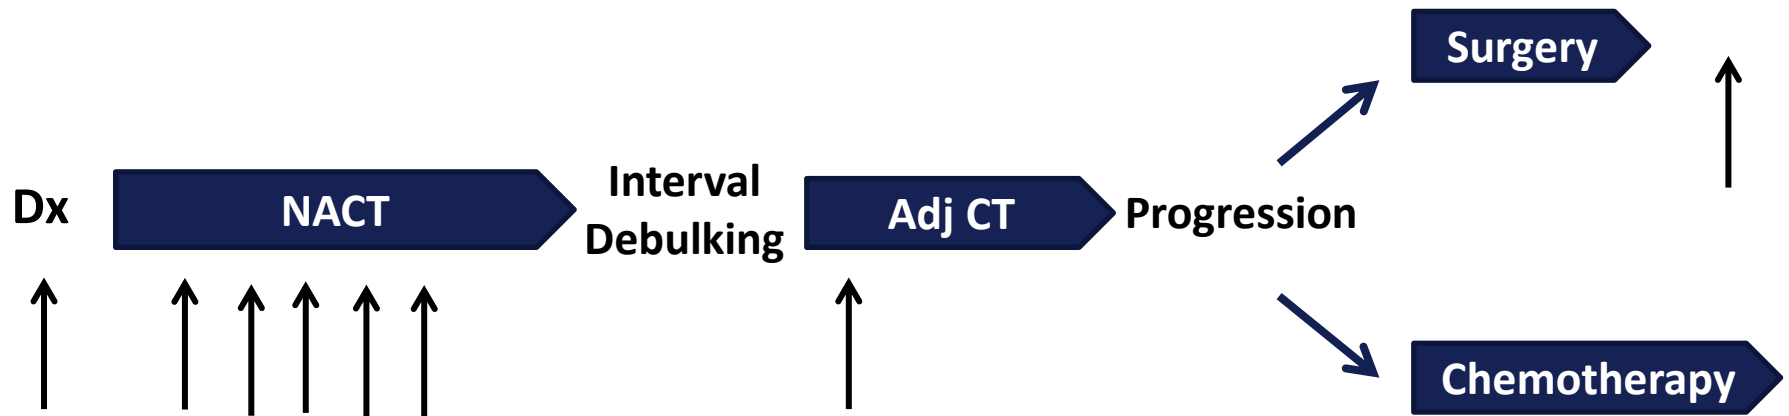 Dx
NACT
Interval
Debulking
Adj CT
Progression
Surgery
Chemotherapy